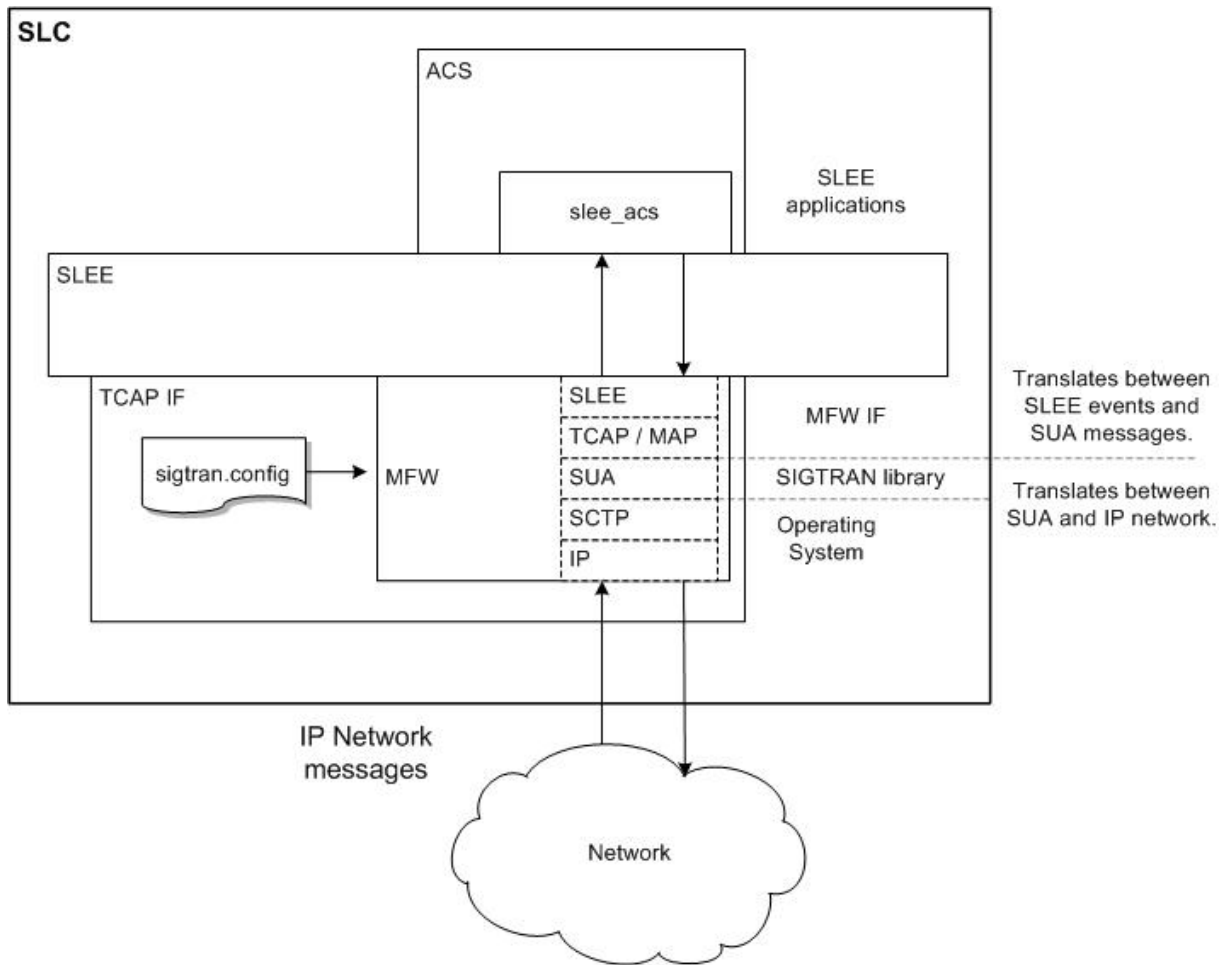 SLC
ACS
slee_acs
SLEE
applications
SLEE
TCAP IF
sigtran.config
MFW
SLEE
TCAP / MAP
SUA
SCTP
IP
MFW IF
SIGTRAN library
Operating
System
Translates between
SLEE events and
SUA messages.
Translates between
SUA and IP network.
IP Network
messages
Network